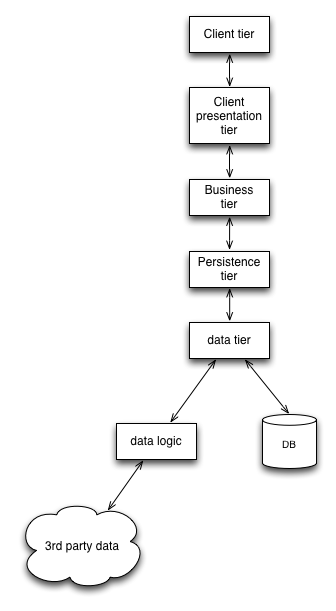 Client tier
Client
presentation
tier
Business
tier
Persistence
tier
data tier
data logic
DB
3rd party data